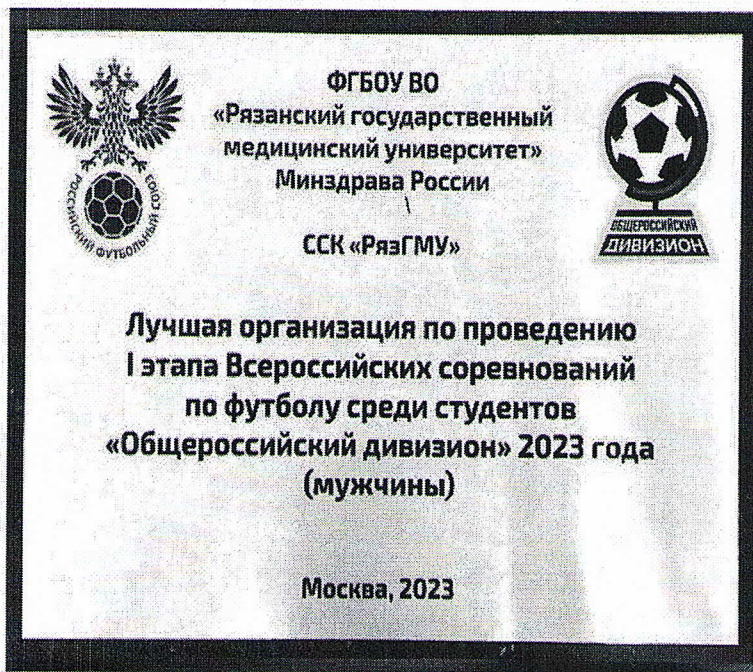 ФГБОУ ВО
«Рязанский государственный
медицинский университет»
Минздрава России
ССК «РязГМУ»
РОССИЙСКИЙ ФУТБОЛЬНЫЙ СОЮЗ
ОБЩЕРОССИЙСКИЙ
ДИВИЗИОН
Лучшая организация по проведению
I этапа Всероссийских соревнований
по футболу среди студентов
«Общероссийский дивизион» 2023 года
(мужчины)
Москва, 2023